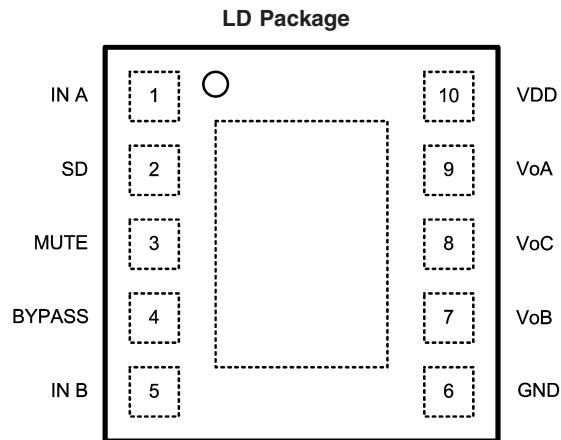 LD Package
IN A 1 10 VDD
SD 2 9 VoA
MUTE 3 8 VoC
BYPASS 4 7 VoB
IN B 5 6 GND